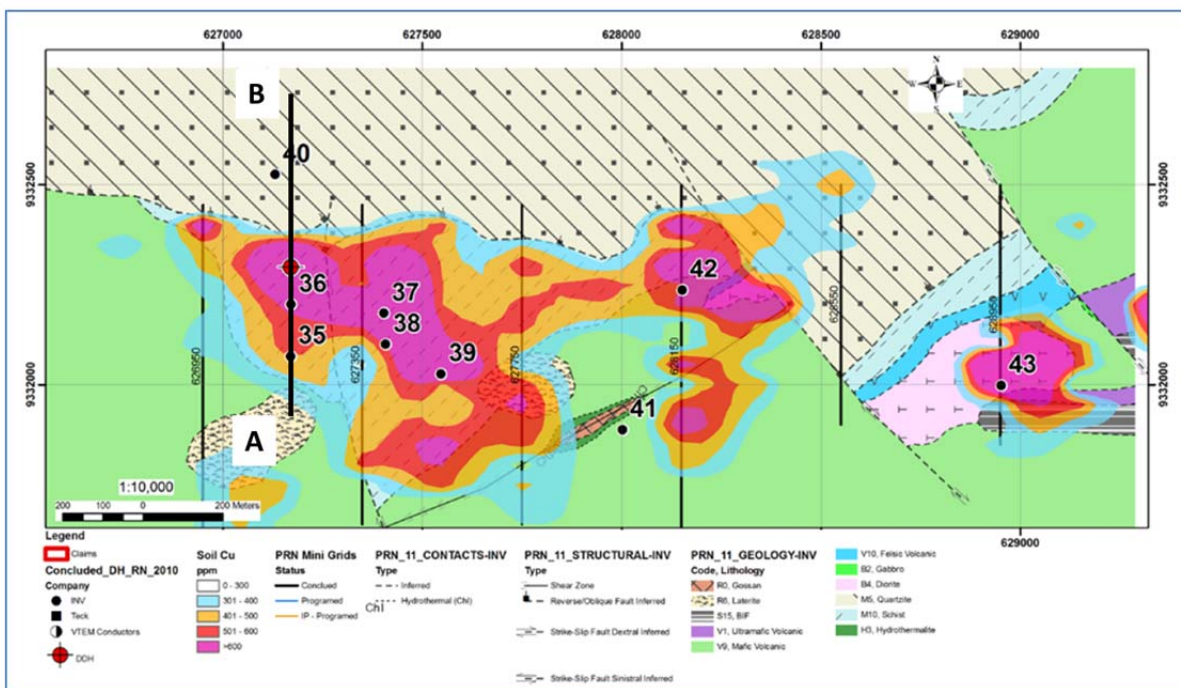 627000 627500 628000 628500 629000
N
W E
S
B
40
9332500 9332500
36
37
38
35
39
42
43
41
626950
627350
627750
628150
628550
628950
9332000 9332000
A
1:10,000
200 100 0 200 Meters
629000
Legend
Claims
Concluded_DH_RN_2010
Company
INV
Teck
VTEM Conductors
DDH
Soil Cu
ppm
0 - 300
301 - 400
401 - 500
501 - 600
>600
PRN Mini Grids
Status
Conclued
Programed
IP - Programed
PRN_11_CONTACTS-INV
Type
Inferred
Hydrothermal (Chl)
Chl
PRN_11_STRUCTURAL-INV
Type
Shear Zone
Reverse/Oblique Fault Inferred
Strike-Slip Fault Dextral Inferred
Strike-Slip Fault Sinistral Inferred
PRN_11_GEOLOGY-INV
Code, Lithology
R0, Gossan
R6, Laterite
S15, BIF
V1, Ultramafic Volcanic
V9, Mafic Volcanic
V10, Felsic Volcanic
B2, Gabbro
B4, Diorite
M5, Quartzite
M10, Schist
H3, Hydrothermalite